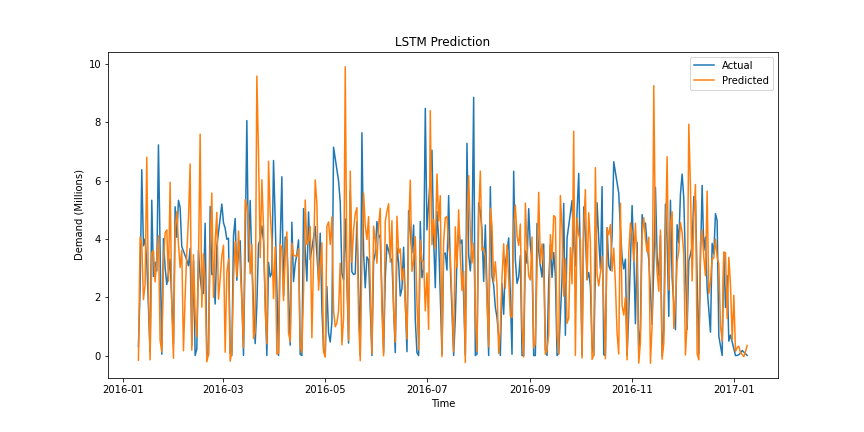 LSTM Prediction
Actual
Predicted
10
8
6
4
2
0
Demand (Millions)
2016-01 2016-03 2016-05 2016-07 2016-09 2016-11 2017-01
Time